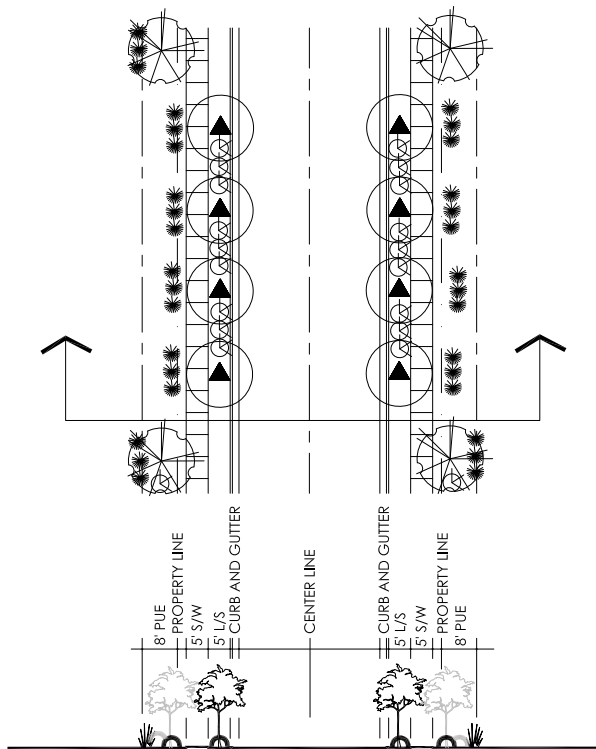 8' PUE
PROPERTY LINE
5' S/W
5' L/S
CURB AND GUTTER
CENTER LINE
CURB AND GUTTER
5' L/S
5' S/W
PROPERTY LINE
8' PUE